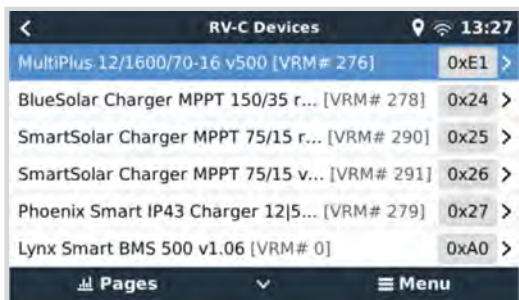 RV-C Devices 13:27
MultiPlus 12/1600/70-16 v500 [VRM# 276] 0xE1
BlueSolar Charger MPPT 150/35 r... [VRM# 278] 0x24
SmartSolar Charger MPPT 75/15 r... [VRM# 290] 0x25
SmartSolar Charger MPPT 75/15 v... [VRM# 291] 0x26
Phoenix Smart IP43 Charger 12|5... [VRM# 279] 0x27
Lynx Smart BMS 500 v1.06 [VRM# 0] 0xA0
Pages Menu